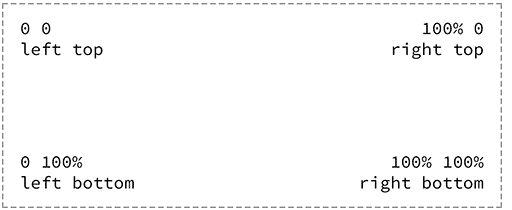 0 0
left top
100% 0
right top
0 100%
left bottom
100% 100%
right bottom